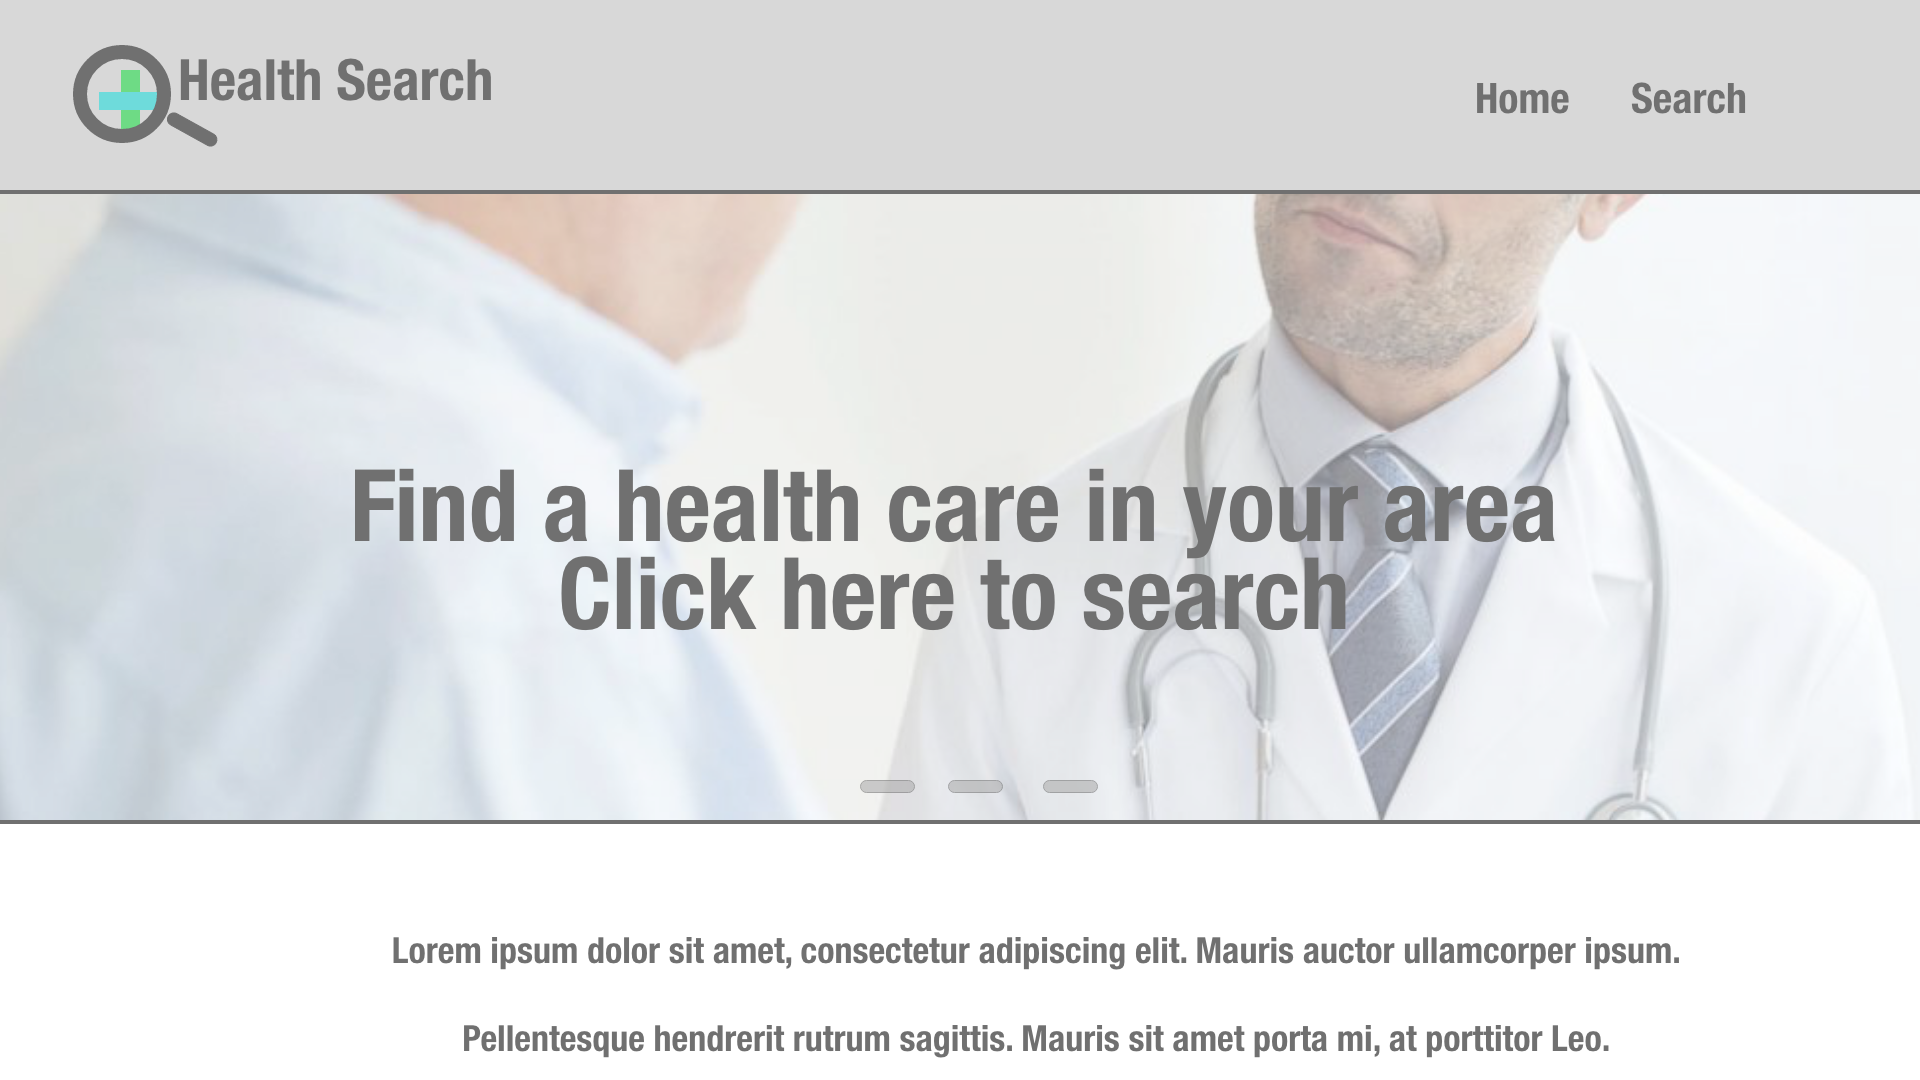 Health Search
Home Search
Find a health care in your area
Click here to search
Lorem ipsum dolor sit amet, consectetur adipiscing elit. Mauris auctor ullamcorper ipsum.
Pellentesque hendrerit rutrum sagittis. Mauris sit amet porta mi, at porttitor Leo.